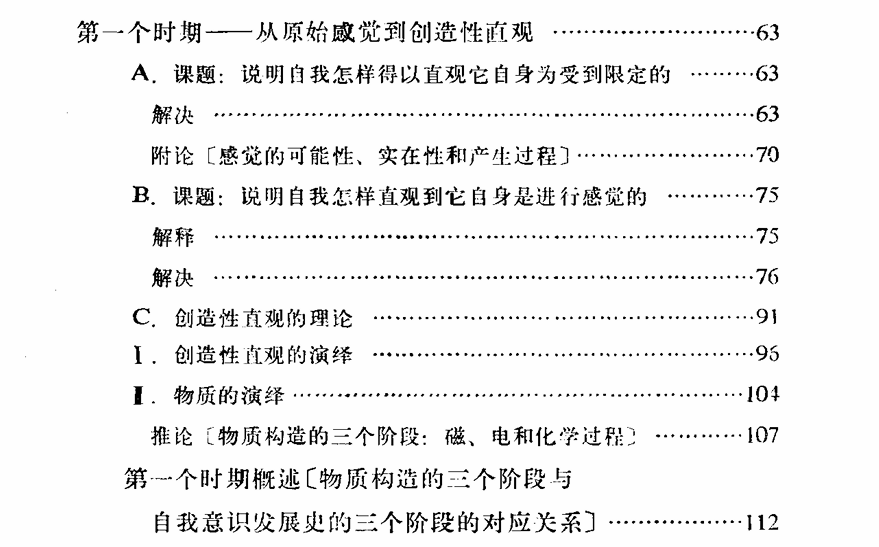 第一个时期——从原始感觉到创造性直观 ………………………63
A. 课题：说明自我怎样得以直观它自身为受到限定的 ………63
解决 ……………………………………………………………63
附论〔感觉的可能性、实在性和产生过程〕……………………70
B. 课题：说明自我怎样直观到它自身是进行感觉的 …………75
解释 ……………………………………………………………75
解决 ……………………………………………………………76
C. 创造性直观的理论 …………………………………………91
I. 创造性直观的演绎 …………………………………………96
II. 物质的演绎 …………………………………………………104
推论〔物质构造的三个阶段：磁、电和化学过程〕 …………107
第一个时期概述〔物质构造的三个阶段与
自我意识发展史的三个阶段的对应关系〕 ………………112